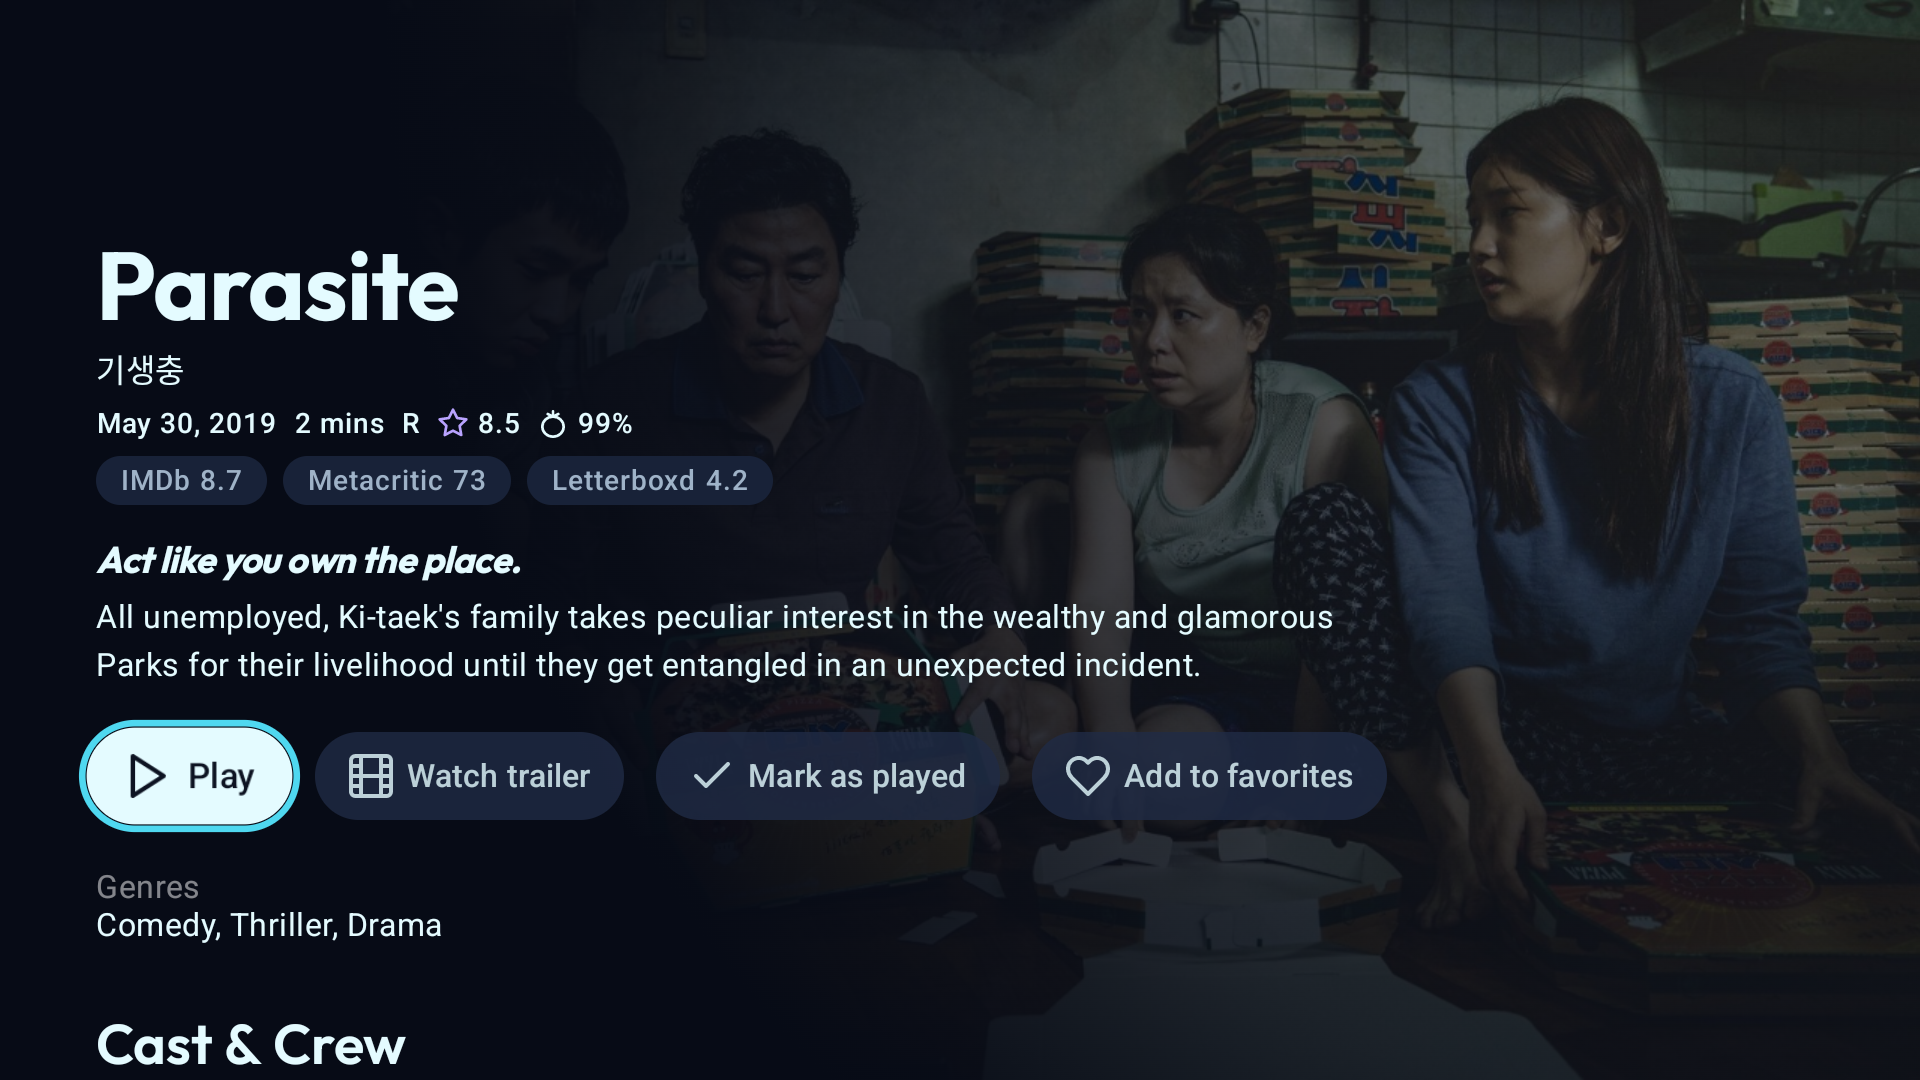 Parasite
기생충
May 30, 2019 2 mins R 8.5 99%
IMDb 8.7 Metacritic 73 Letterboxd 4.2
Act like you own the place.
All unemployed, Ki-taek's family takes peculiar interest in the wealthy and glamorous
Parks for their livelihood until they get entangled in an unexpected incident.
Play Watch trailer Mark as played Add to favorites
Genres
Comedy, Thriller, Drama
Cast & Crew